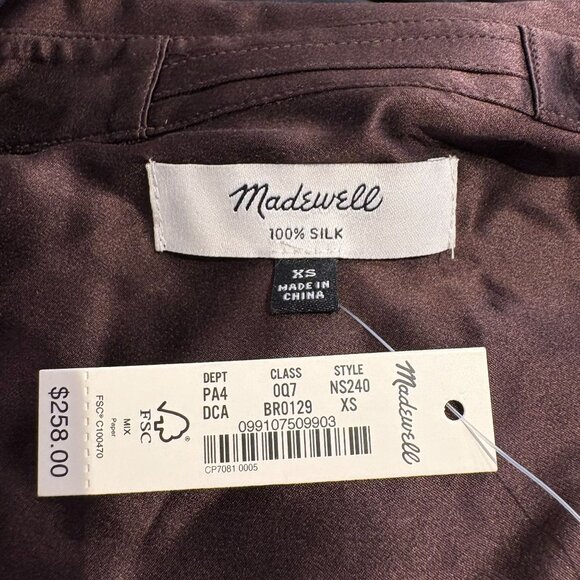 Madewell
100% SILK
XS
MADE IN
CHINA
$258.00
FSC® C100470
MIX
Paper
FSC
DEPT CLASS STYLE
PA4 0Q7 NS240
DCA BR0129 XS
099107509903
CP7081 0005
Madewell